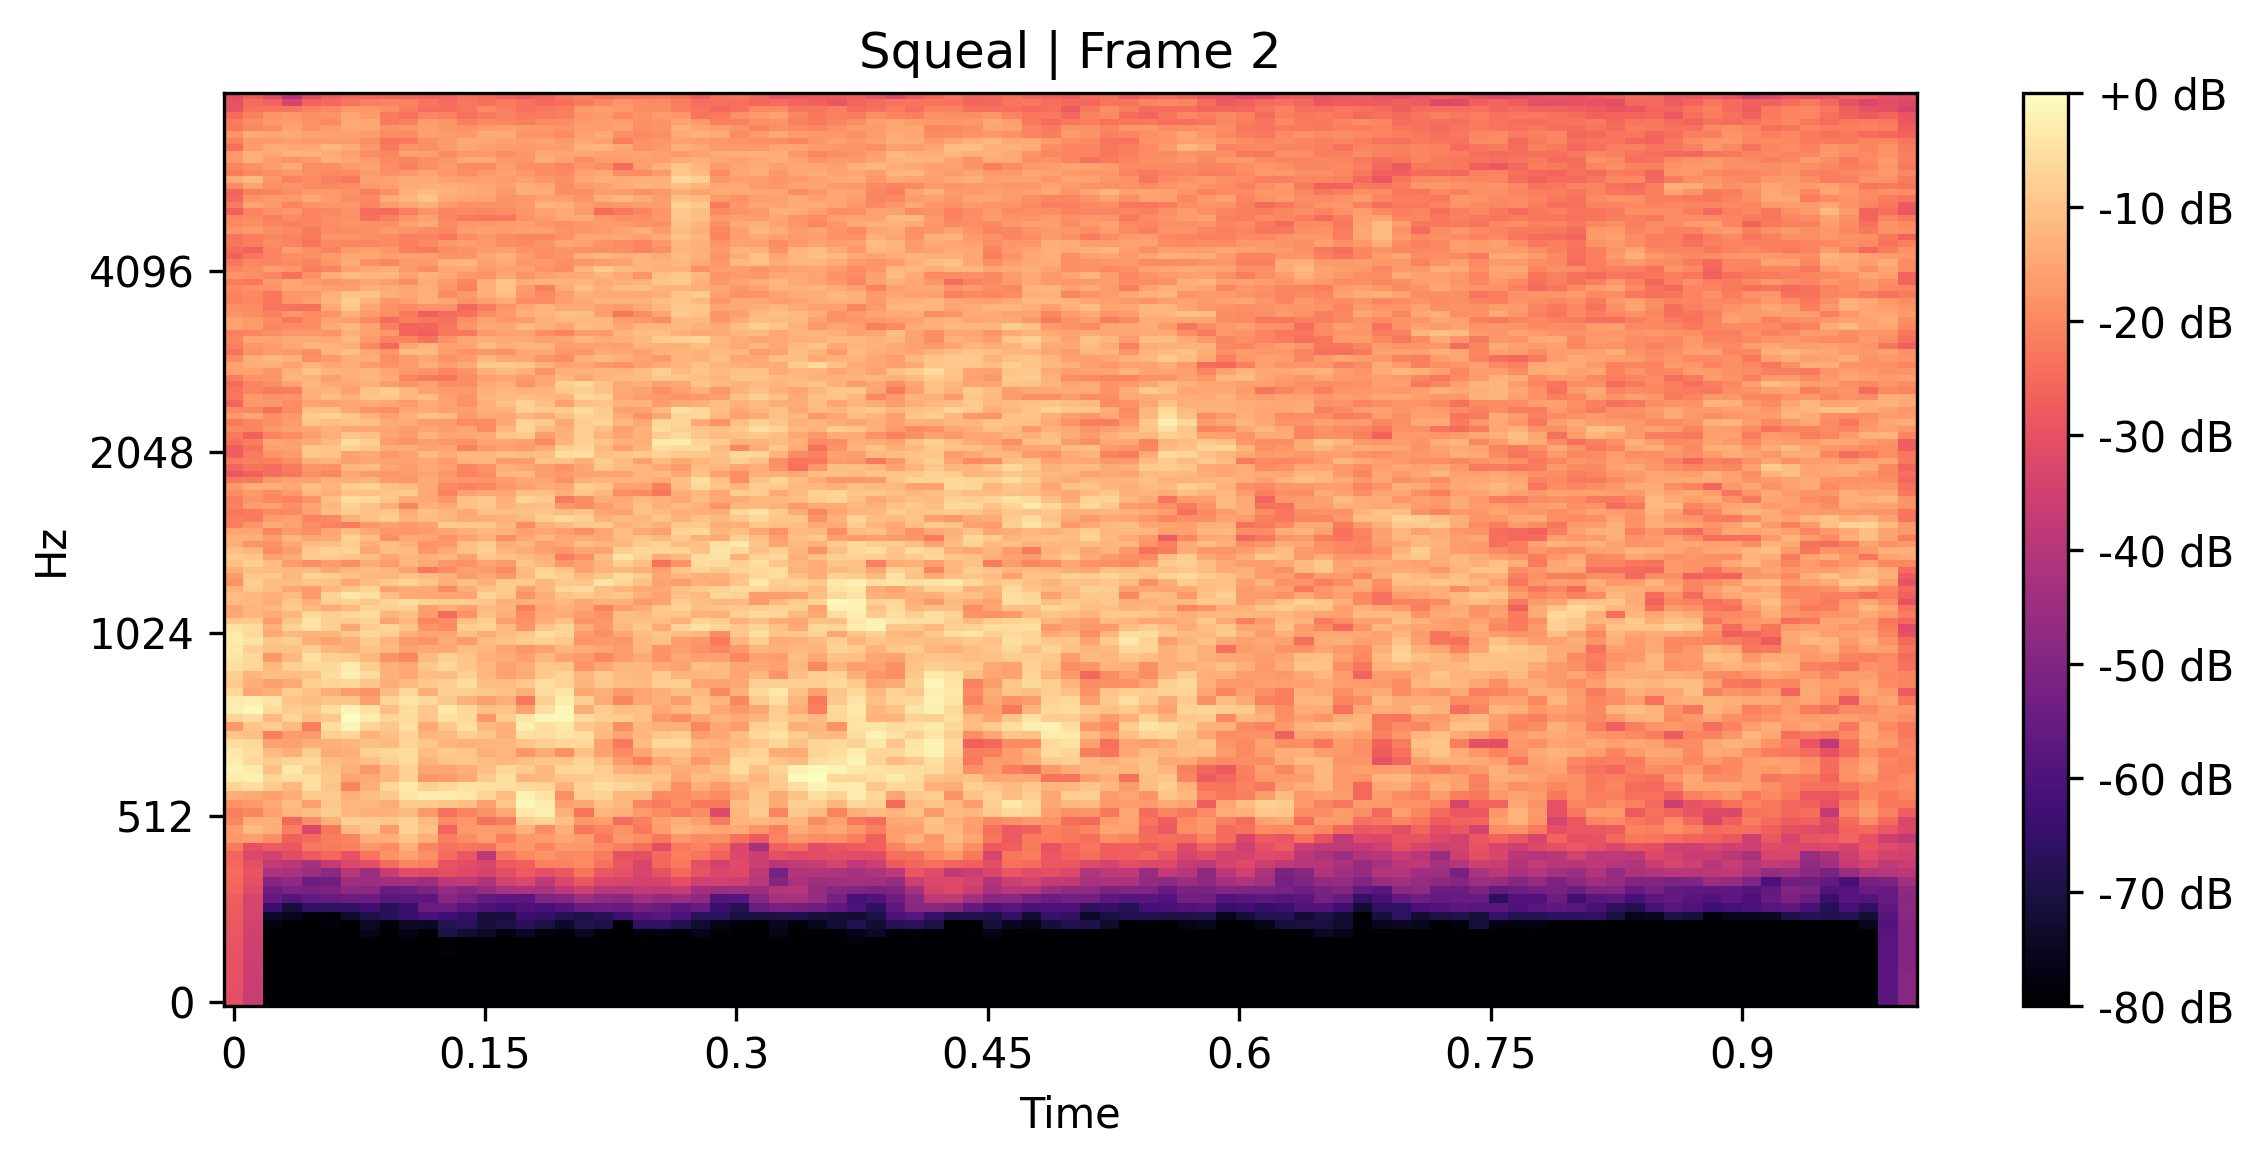 Squeal | Frame 2
+0 dB
-10 dB
-20 dB
-30 dB
-40 dB
-50 dB
-60 dB
-70 dB
-80 dB
4096
2048
1024
512
0
Hz
0 0.15 0.3 0.45 0.6 0.75 0.9
Time